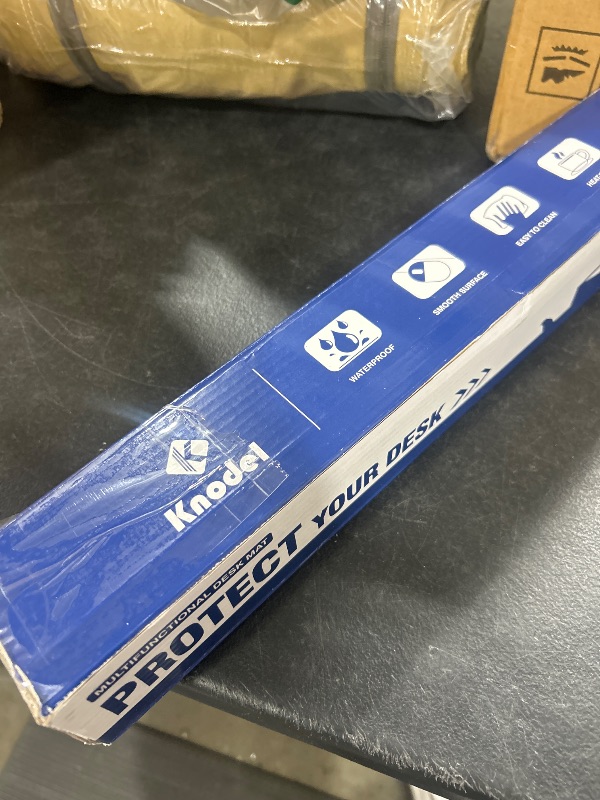 Knodel
WATERPROOF
SMOOTH SURFACE
EASY TO CLEAN
MULTIFUNCTIONAL DESK MAT
PROTECT YOUR DESK >>>